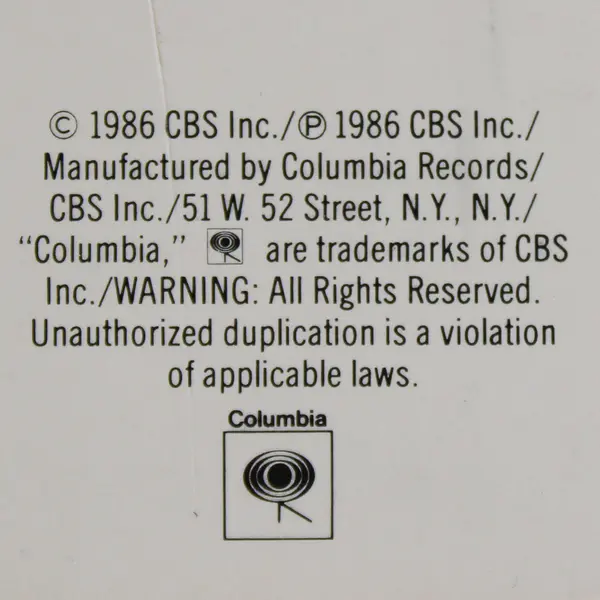 © 1986 CBS Inc./℗ 1986 CBS Inc./
Manufactured by Columbia Records/
CBS Inc./51 W. 52 Street, N.Y., N.Y./
“Columbia,” are trademarks of CBS
Inc./WARNING: All Rights Reserved.
Unauthorized duplication is a violation
of applicable laws.
Columbia